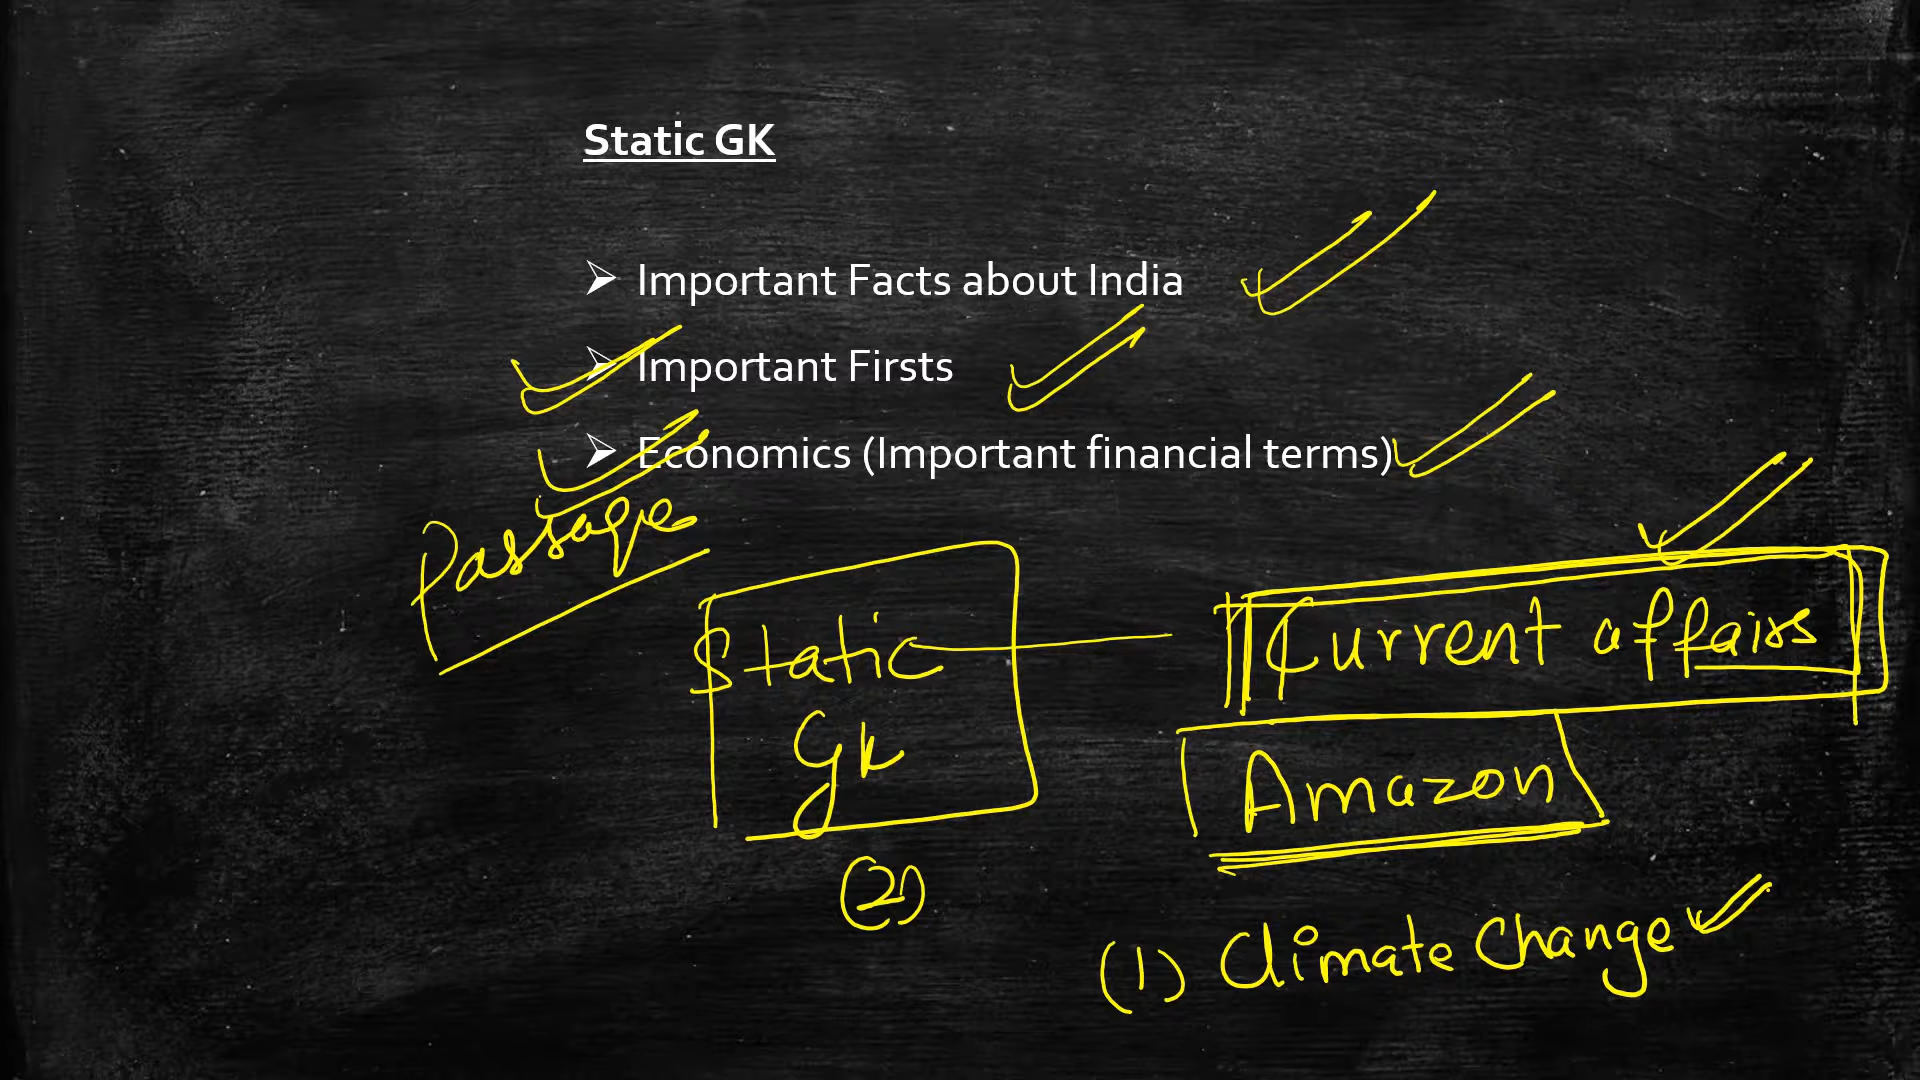 Static GK
➢ Important Facts about India
➢ Important Firsts
➢ Economics (Important financial terms)
Passage
Static
Gk
(2)
Current affairs
Amazon
(1) Climate Change